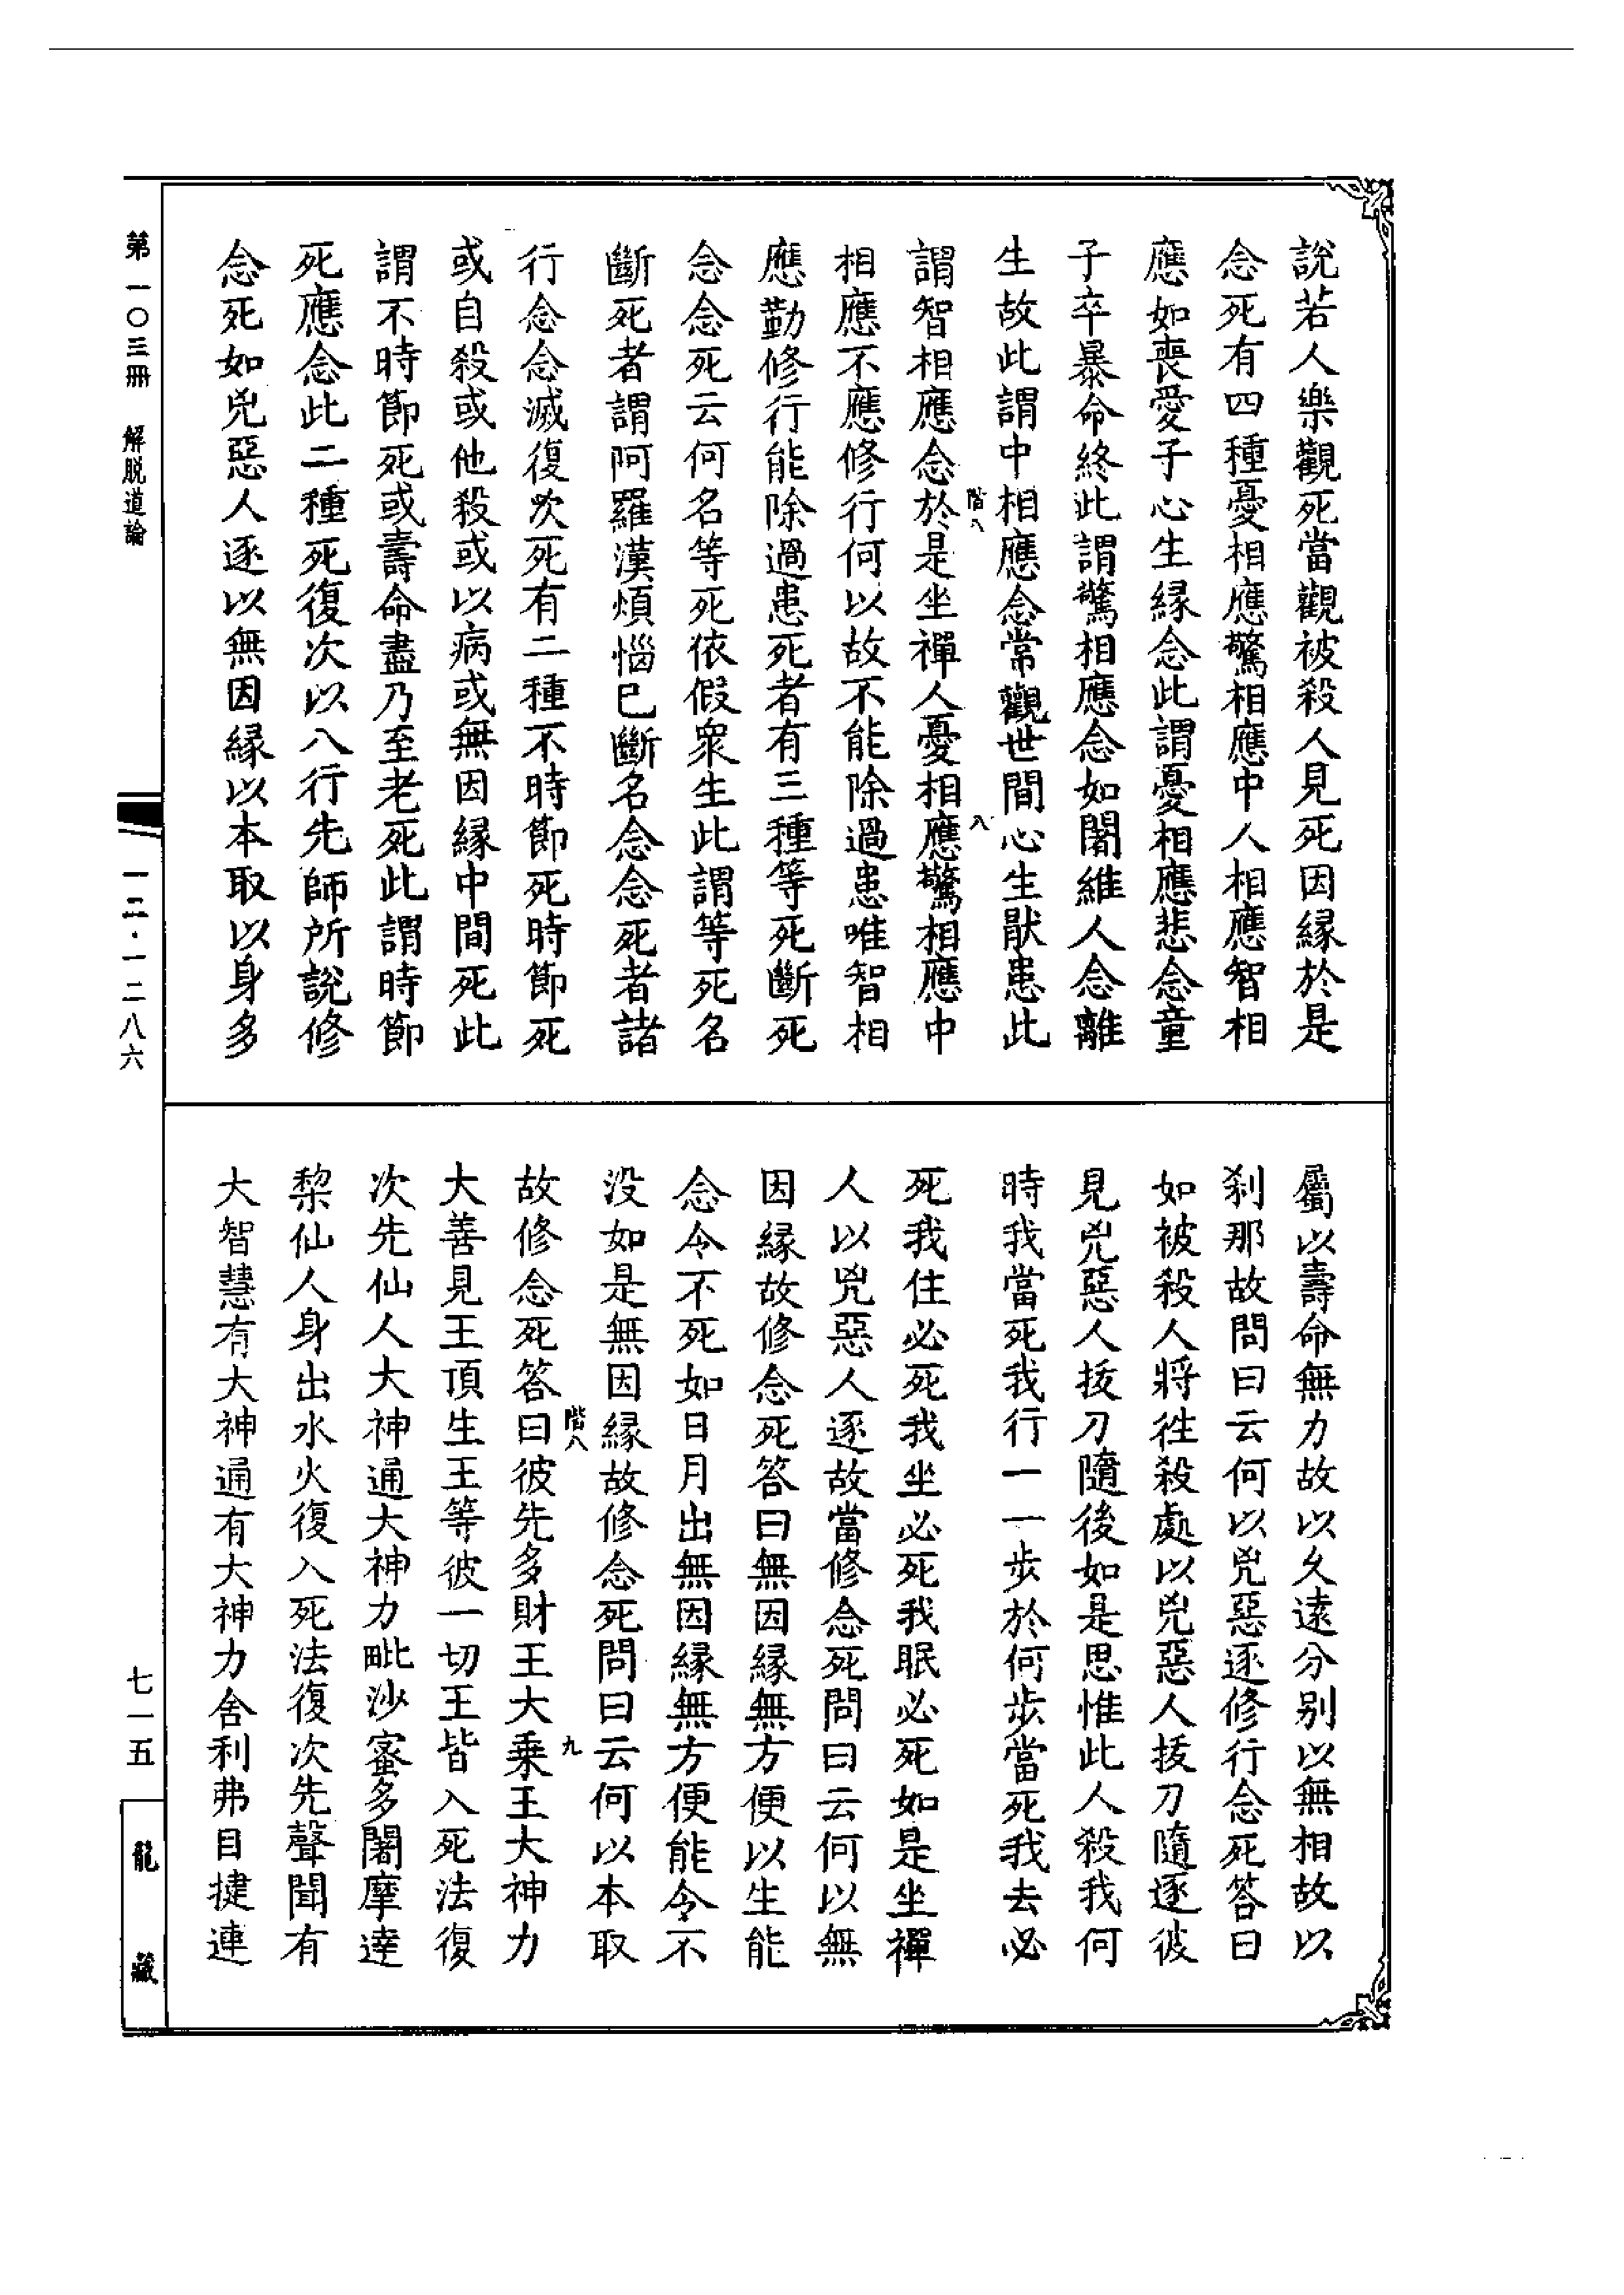 說若人樂觀死當觀被殺人見死因縁於是
念死有四種憂相應驚相應中人相應智相
應如喪愛子心生縁念此謂憂相應悲念童
子卒暴命終此謂驚相應念如闍維人念離
生故此謂中相應念常觀世間心生猒患此
謂智相應念於是坐禪人憂相應驚相應中
階八
八
相應不應修行何以故不能除過患唯智相
應勤修行能除過患死者有三種等死斷死
念念死云何名等死依假衆生此謂等死名
斷死者謂阿羅漢煩惱已斷名念念死者諸
行念念滅復次死有二種不時節死時節死
或自殺或他殺或以病或無因縁中間死此
謂不時節死或壽命盡乃至老死此謂時節
死應念此二種死復次以八行先師所說修
念死如兇惡人逐以無因縁以本取以身多
屬以壽命無力故以久遠分别以無相故以
刹那故問曰云何以兇惡逐修行念死答曰
如被殺人將徃殺處以兇惡人抜刀隨逐彼
見兇惡人抜刀隨後如是思惟此人殺我何
時我當死我行一一步於何步當死我去必
死我住必死我坐必死我眠必死如是坐禪
人以兇惡人逐故當修念死問曰云何以無
因縁故修念死答曰無因縁無方便以生能
念令不死如日月出無因縁無方便能令不
没如是無因縁故修念死問曰云何以本取
階八
九
故修念死答曰彼先多財王大乗王大神力
大善見王頂生王等彼一切王皆入死法復
次先仙人大神通大神力毗沙蜜多闍摩達
梨仙人身出水火復入死法復次先聲聞有
大智慧有大神通有大神力舍利弗目揵連
第一〇三冊 解脱道論
一二·一二八六
七一五
龍藏